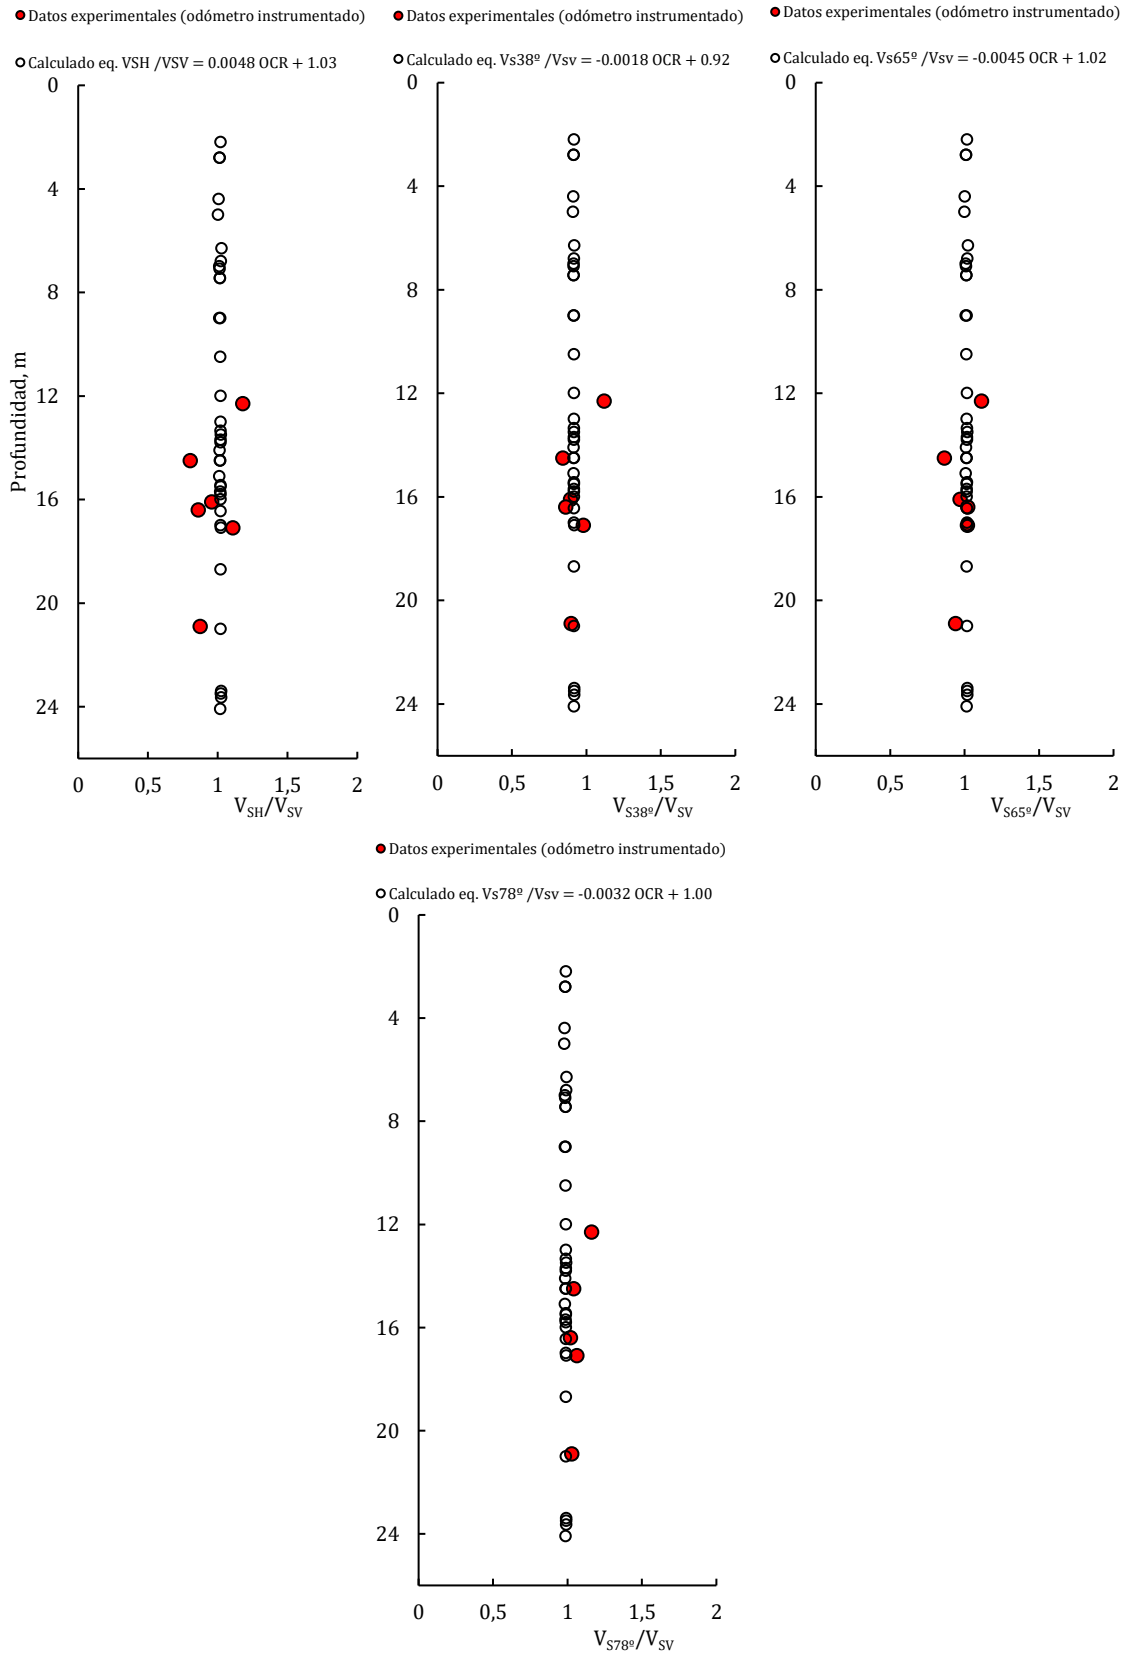 Datos experimentales (odómetro instrumentado)
Calculado eq. VSH /VSV = 0.0048 OCR + 1.03
0
4
8
12
16
20
24
Profundidad, m
0 0,5 1 1,5 2
VSH/VSV
Datos experimentales (odómetro instrumentado)
Calculado eq. Vs38º /Vsv = -0.0018 OCR + 0.92
0
4
8
12
16
20
24
0 0,5 1 1,5 2
VS38º/VSV
Datos experimentales (odómetro instrumentado)
Calculado eq. Vs65º /Vsv = -0.0045 OCR + 1.02
0
4
8
12
16
20
24
0 0,5 1 1,5 2
VS65º/VSV
Datos experimentales (odómetro instrumentado)
Calculado eq. Vs78º /Vsv = -0.0032 OCR + 1.00
0
4
8
12
16
20
24
0 0,5 1 1,5 2
VS78º/VSV